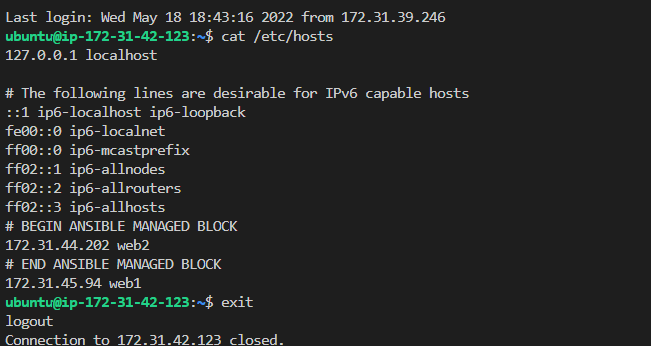 Last login: Wed May 18 18:43:16 2022 from 172.31.39.246
ubuntu@ip-172-31-42-123:~$ cat /etc/hosts
127.0.0.1 localhost

# The following lines are desirable for IPv6 capable hosts
::1 ip6-localhost ip6-loopback
fe00::0 ip6-localnet
ff00::0 ip6-mcastprefix
ff02::1 ip6-allnodes
ff02::2 ip6-allrouters
ff02::3 ip6-allhosts
# BEGIN ANSIBLE MANAGED BLOCK
172.31.44.202 web2
# END ANSIBLE MANAGED BLOCK
172.31.45.94 web1
ubuntu@ip-172-31-42-123:~$ exit
logout
Connection to 172.31.42.123 closed.